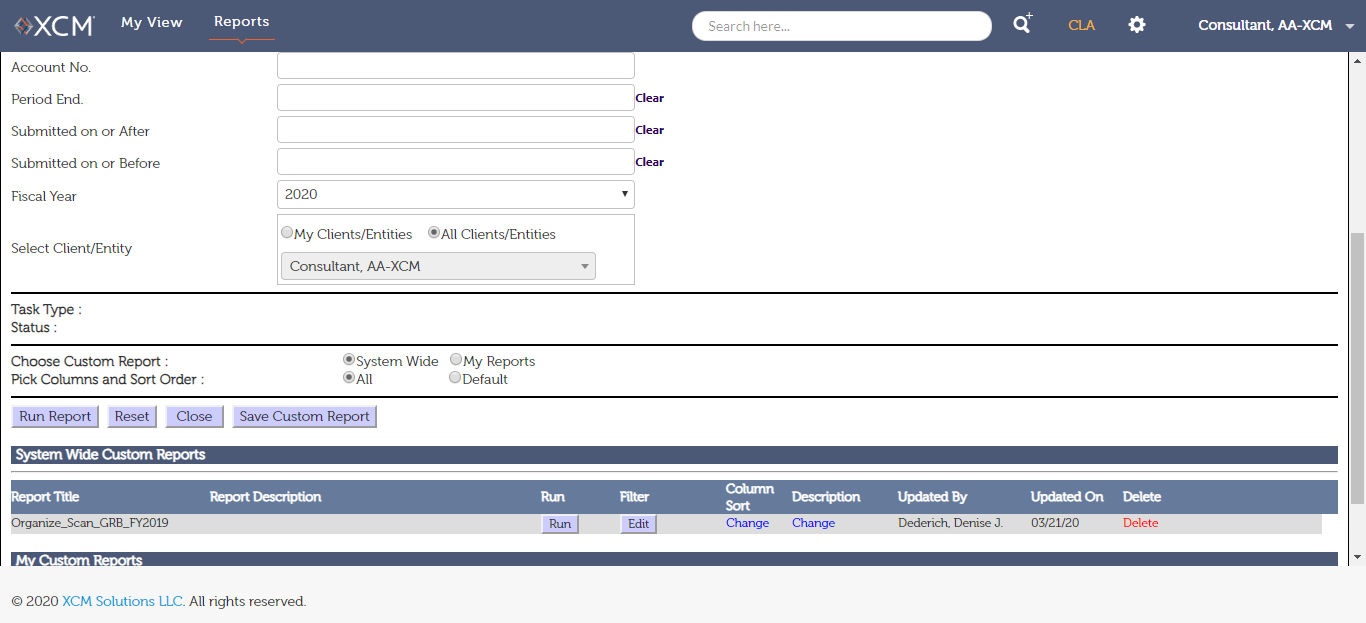 XCM My View Reports Search here... CLA Consultant, AA-XCM
Account No.
Period End. Clear
Submitted on or After Clear
Submitted on or Before Clear
Fiscal Year 2020
My Clients/Entities All Clients/Entities
Select Client/Entity
Consultant, AA-XCM
Task Type :
Status :
Choose Custom Report : System Wide My Reports
Pick Columns and Sort Order : All Default
Run Report Reset Close Save Custom Report
System Wide Custom Reports
Report Title Report Description Run Filter Column Sort Description Updated By Updated On Delete
Organize_Scan_GRB_FY2019 Run Edit Change Change Dederich, Denise J. 03/21/20 Delete
My Custom Reports
© 2020 XCM Solutions LLC. All rights reserved.